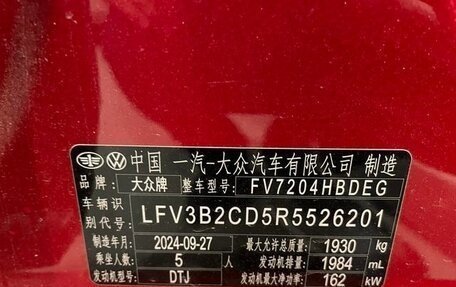 中国 一汽-大众汽车有限公司 制造
品牌: 大众牌 整车型号: FV7204HBDEG
车辆识别代号: LFV3B2CD5R5526201
制造年月: 2024-09-27 最大允许总质量: 1930 kg
乘坐人数: 5 人 发动机排量: 1984 mL
发动机型号: DTJ 发动机最大净功率: 162 kW